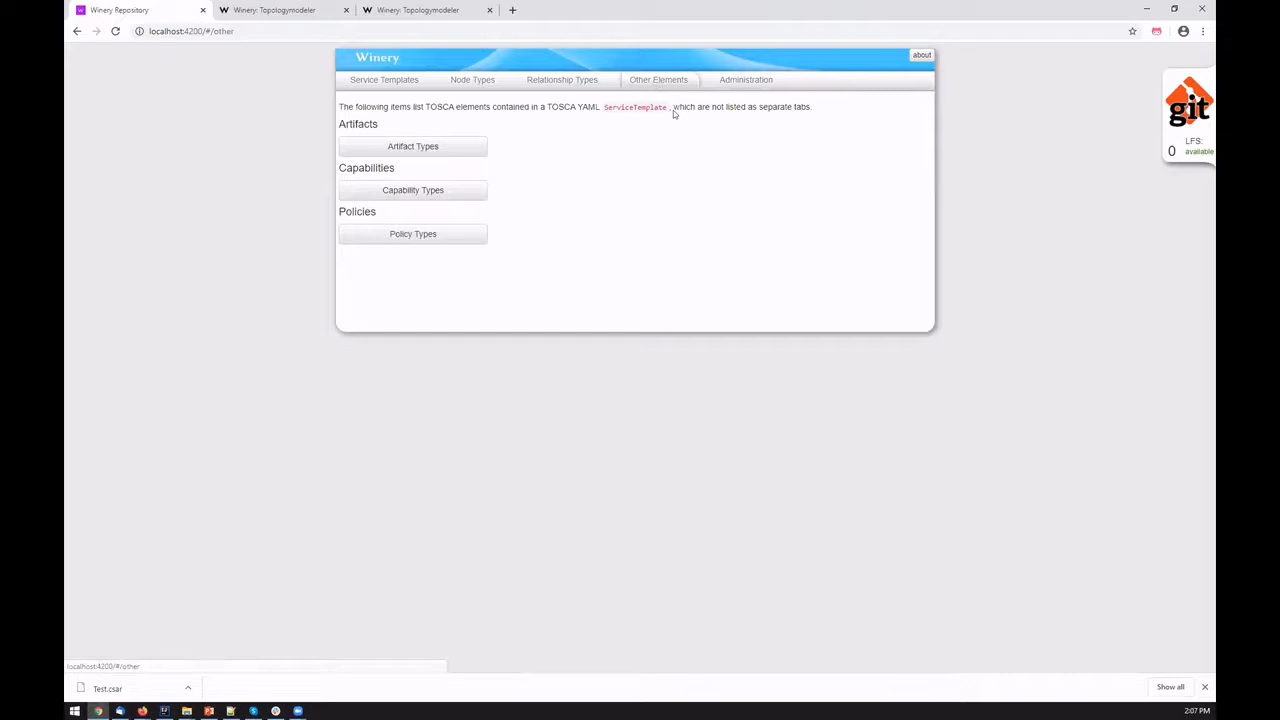 Winery Repository
Winery: Topologymodeler
Winery: Topologymodeler
localhost:4200/#/other
Winery
about
Service Templates
Node Types
Relationship Types
Other Elements
Administration
The following items list TOSCA elements contained in a TOSCA YAML ServiceTemplate , which are not listed as separate tabs.
Artifacts
Artifact Types
Capabilities
Capability Types
Policies
Policy Types
git
LFS:
0 available
localhost:4200/#/other
Test.csar
Show all
2:07 PM